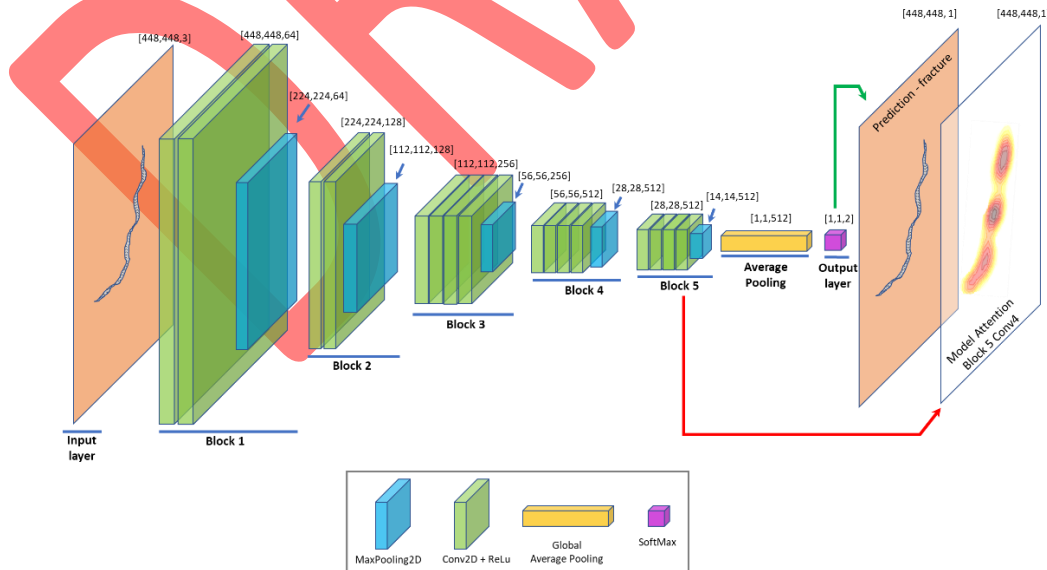 [448,448,3]
[448,448,64]
[224,224,64]
[224,224,128]
[112,112,128]
[112,112,256]
[56,56,256]
[56,56,512]
[28,28,512]
[28,28,512]
[14,14,512]
[1,1,512]
[1,1,2]
[448,448,1]
[448,448,1
Prediction - fracture
Model Attention
Block 5 Conv4
Input
layer
Block 1
Block 2
Block 3
Block 4
Block 5
Average
Pooling
Output
layer
MaxPooling2D
Conv2D + ReLu
Global
Average Pooling
SoftMax